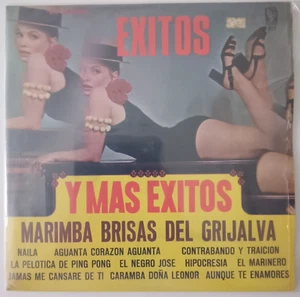 EXITOS
Y MAS EXITOS
MARIMBA BRISAS DEL GRIJALVA
NAILA AGUANTA CORAZON AGUANTA CONTRABANDO Y TRAICION
LA PELOTICA DE PING PONG EL NEGRO JOSE HIPOCRESIA EL MARINERO
JAMAS ME CANSARE DE TI CARAMBA DOÑA LEONOR AUNQUE TE ENAMORES